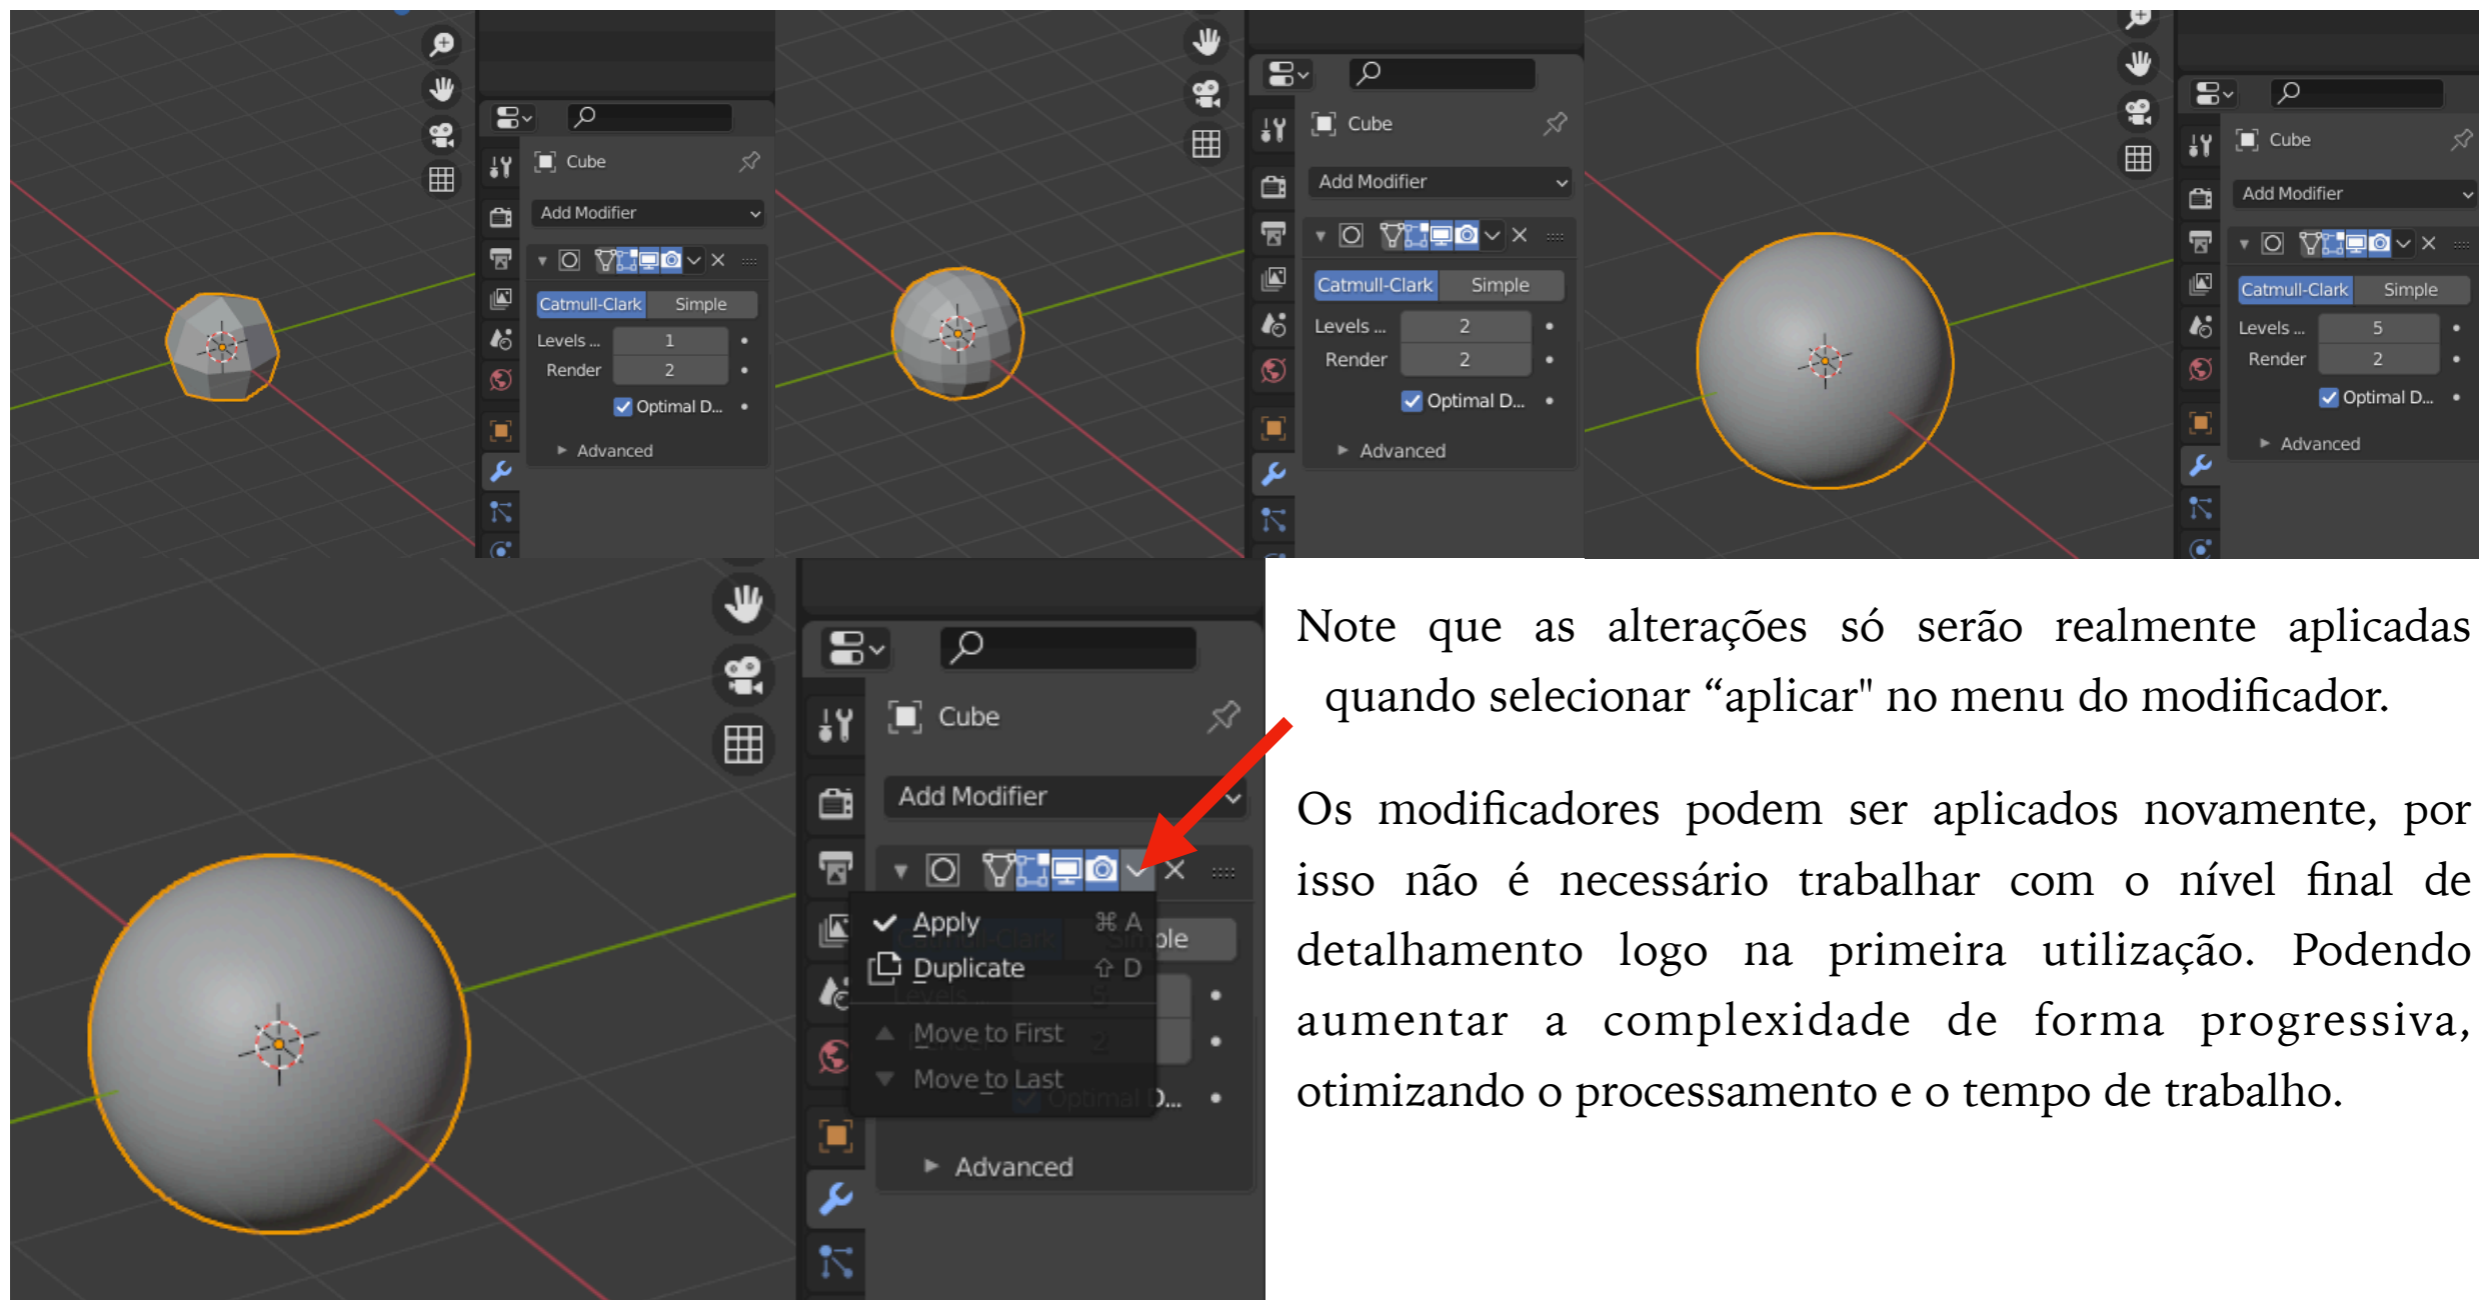 Cube
Add Modifier
Catmull-Clark Simple
Levels ... 1
Render 2
Optimal D...
Advanced
Cube
Add Modifier
Catmull-Clark Simple
Levels ... 2
Render 2
Optimal D...
Advanced
Cube
Add Modifier
Catmull-Clark Simple
Levels ... 5
Render 2
Optimal D...
Advanced
Cube
Add Modifier
Apply ⌘ A
Duplicate ⇧ D
Move to First
Move to Last
Advanced
Note que as alterações só serão realmente aplicadas
quando selecionar “aplicar" no menu do modificador.
Os modificadores podem ser aplicados novamente, por
isso não é necessário trabalhar com o nível final de
detalhamento logo na primeira utilização. Podendo
aumentar a complexidade de forma progressiva,
otimizando o processamento e o tempo de trabalho.